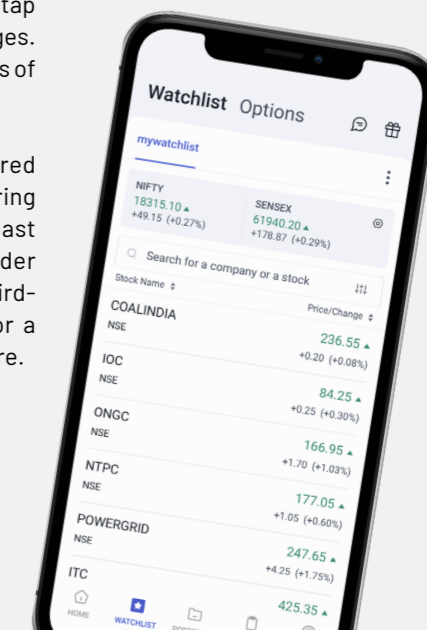 tap
ges.
s of
red
ring
ast
der
ird-
or a
re.
Watchlist Options
mywatchlist
NIFTY
18315.10
+49.15 (+0.27%)
SENSEX
61940.20
+178.87 (+0.29%)
Search for a company or a stock
Stock Name
Price/Change
COALINDIA
NSE
236.55
+0.20 (+0.08%)
IOC
NSE
84.25
+0.25 (+0.30%)
ONGC
NSE
166.95
+1.70 (+1.03%)
NTPC
NSE
177.05
+1.05 (+0.60%)
POWERGRID
NSE
247.65
+4.25 (+1.75%)
ITC
425.35
HOME
WATCHLIST